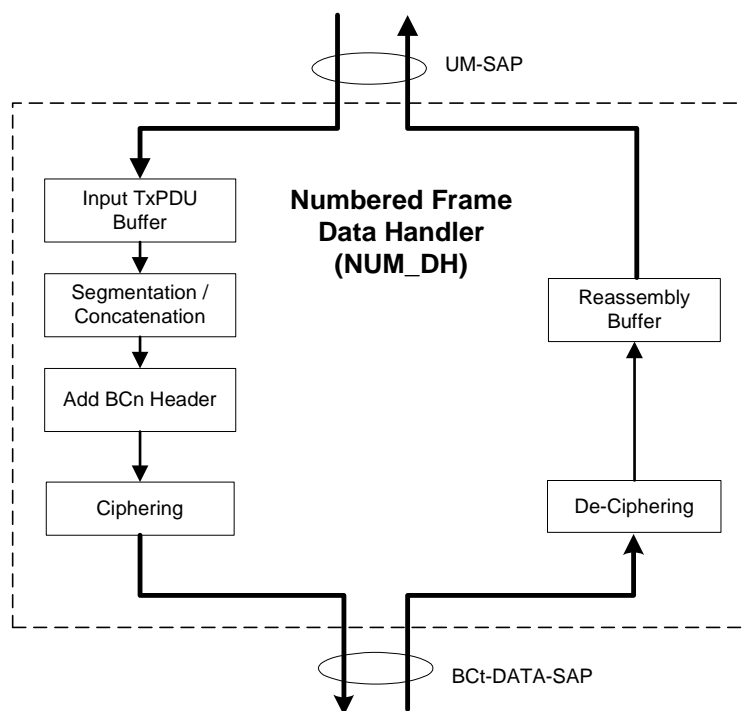 UM-SAP
Input TxPDU
Buffer
Numbered Frame
Data Handler
(NUM_DH)
Segmentation /
Concatenation
Reassembly
Buffer
Add BCn Header
Ciphering
De-Ciphering
BCt-DATA-SAP